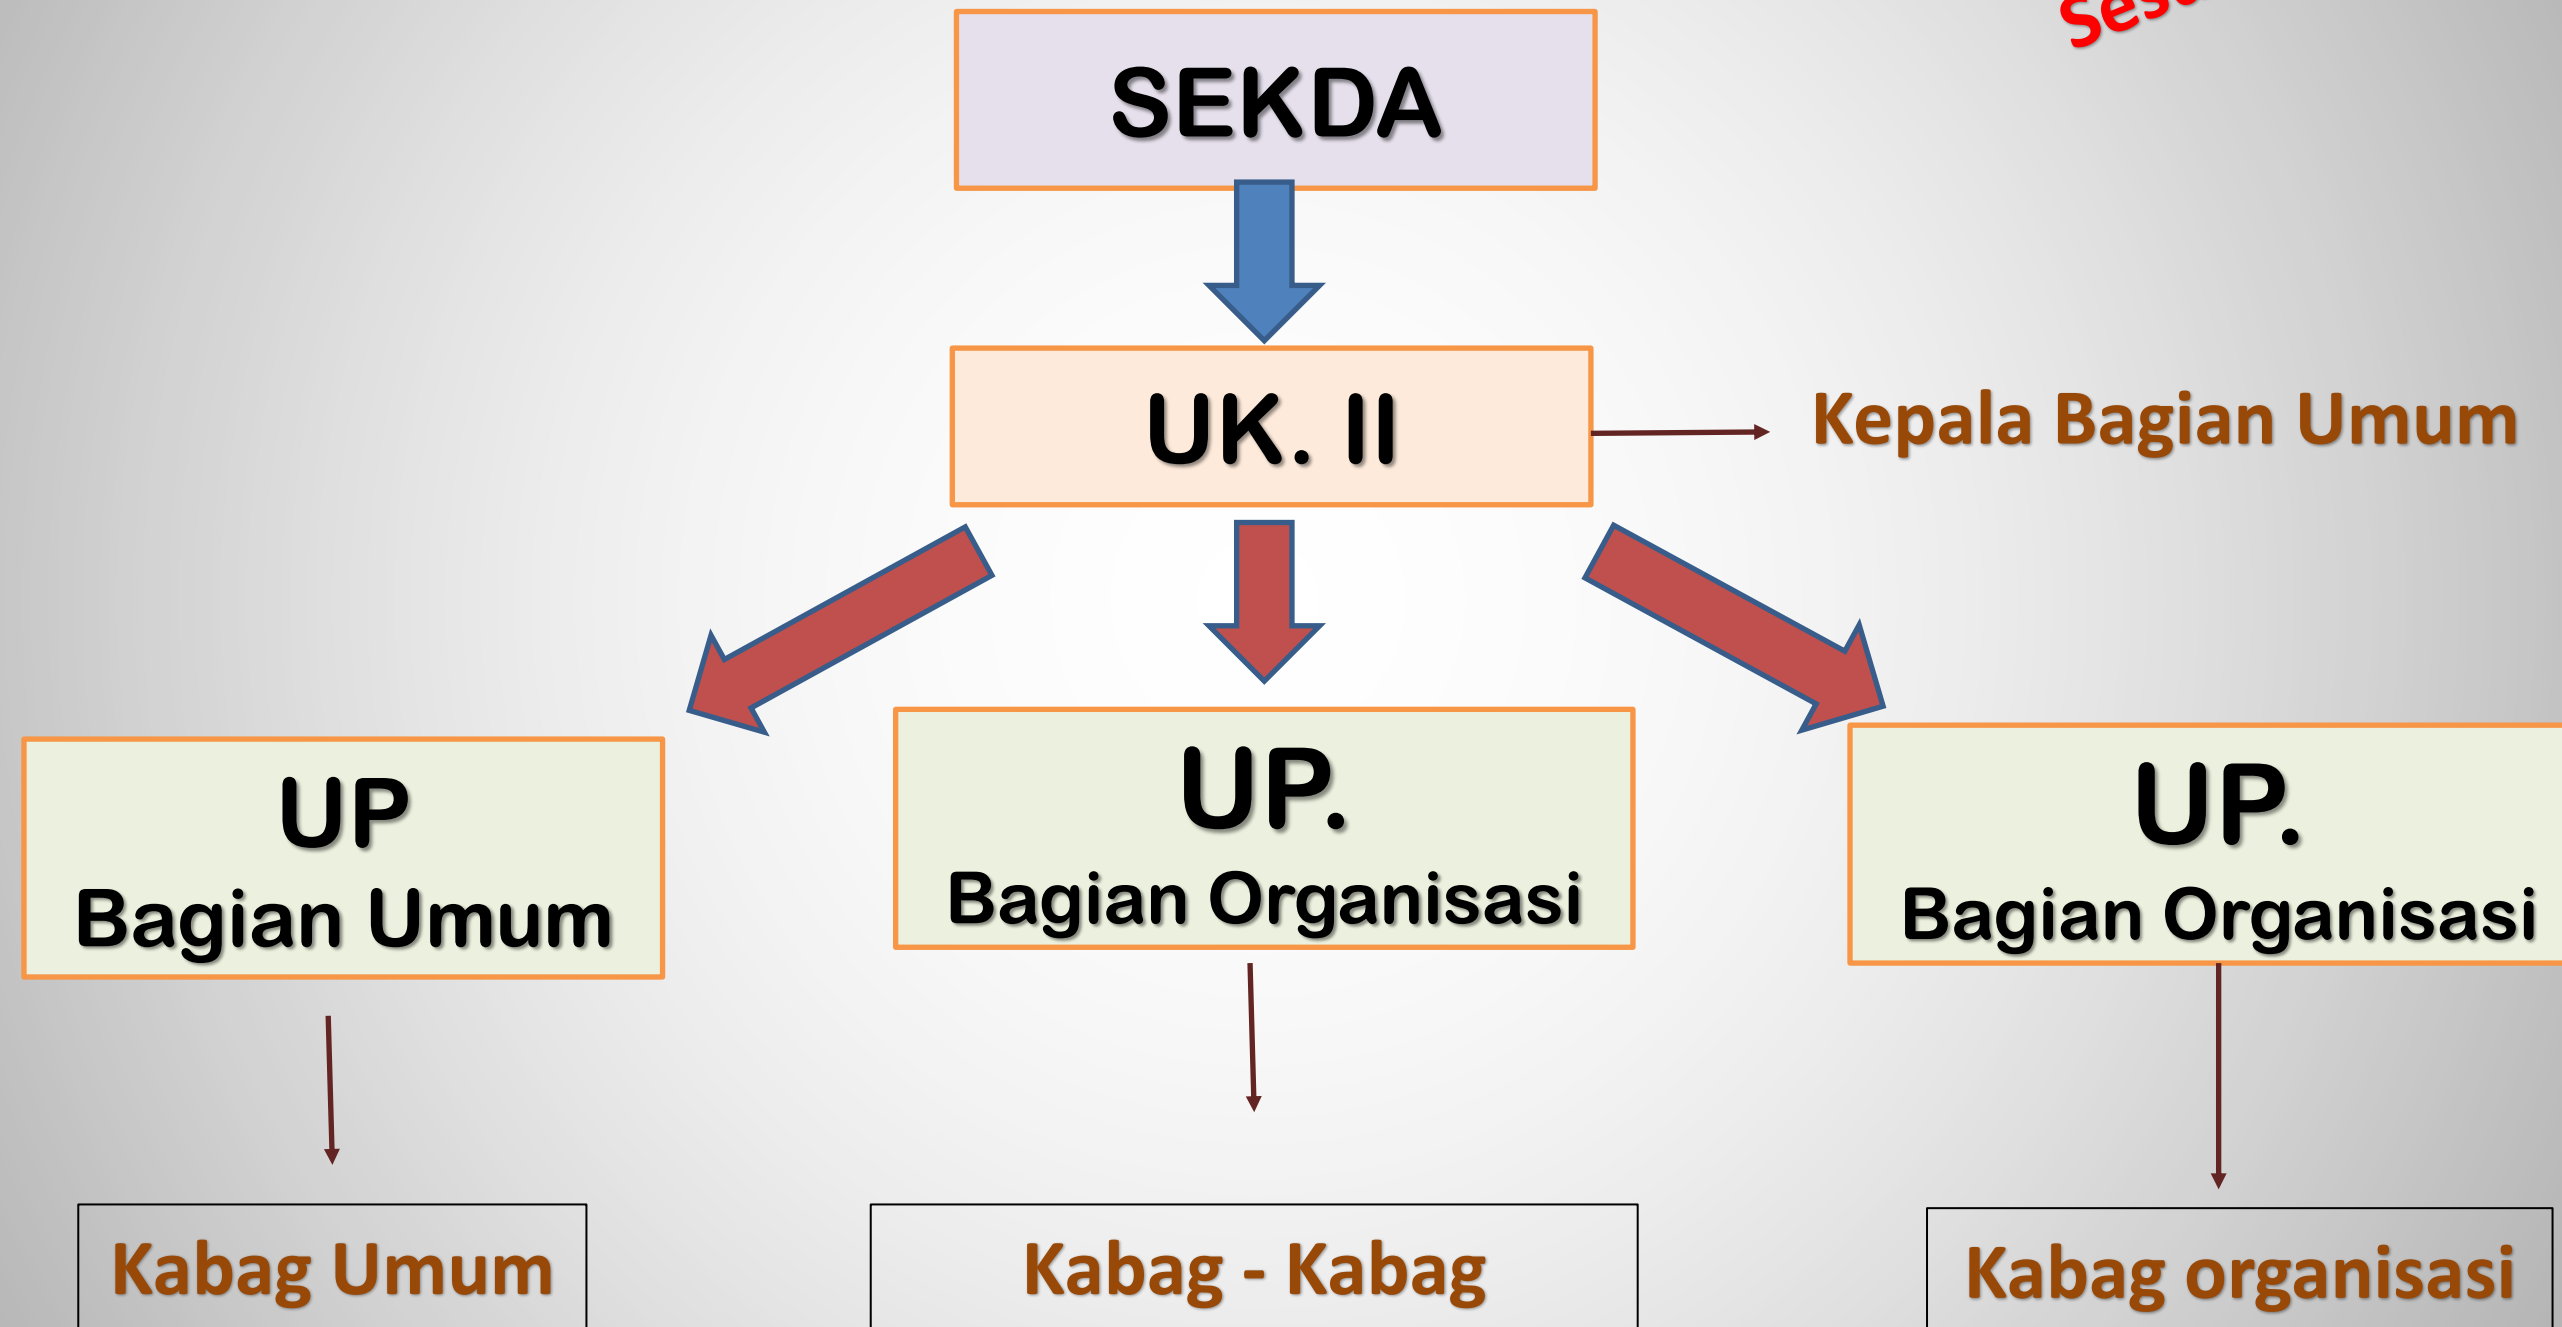 SEKDA
UK. II
Kepala Bagian Umum
UP
Bagian Umum
UP.
Bagian Organisasi
UP.
Bagian Organisasi
Kabag Umum
Kabag - Kabag
Kabag organisasi